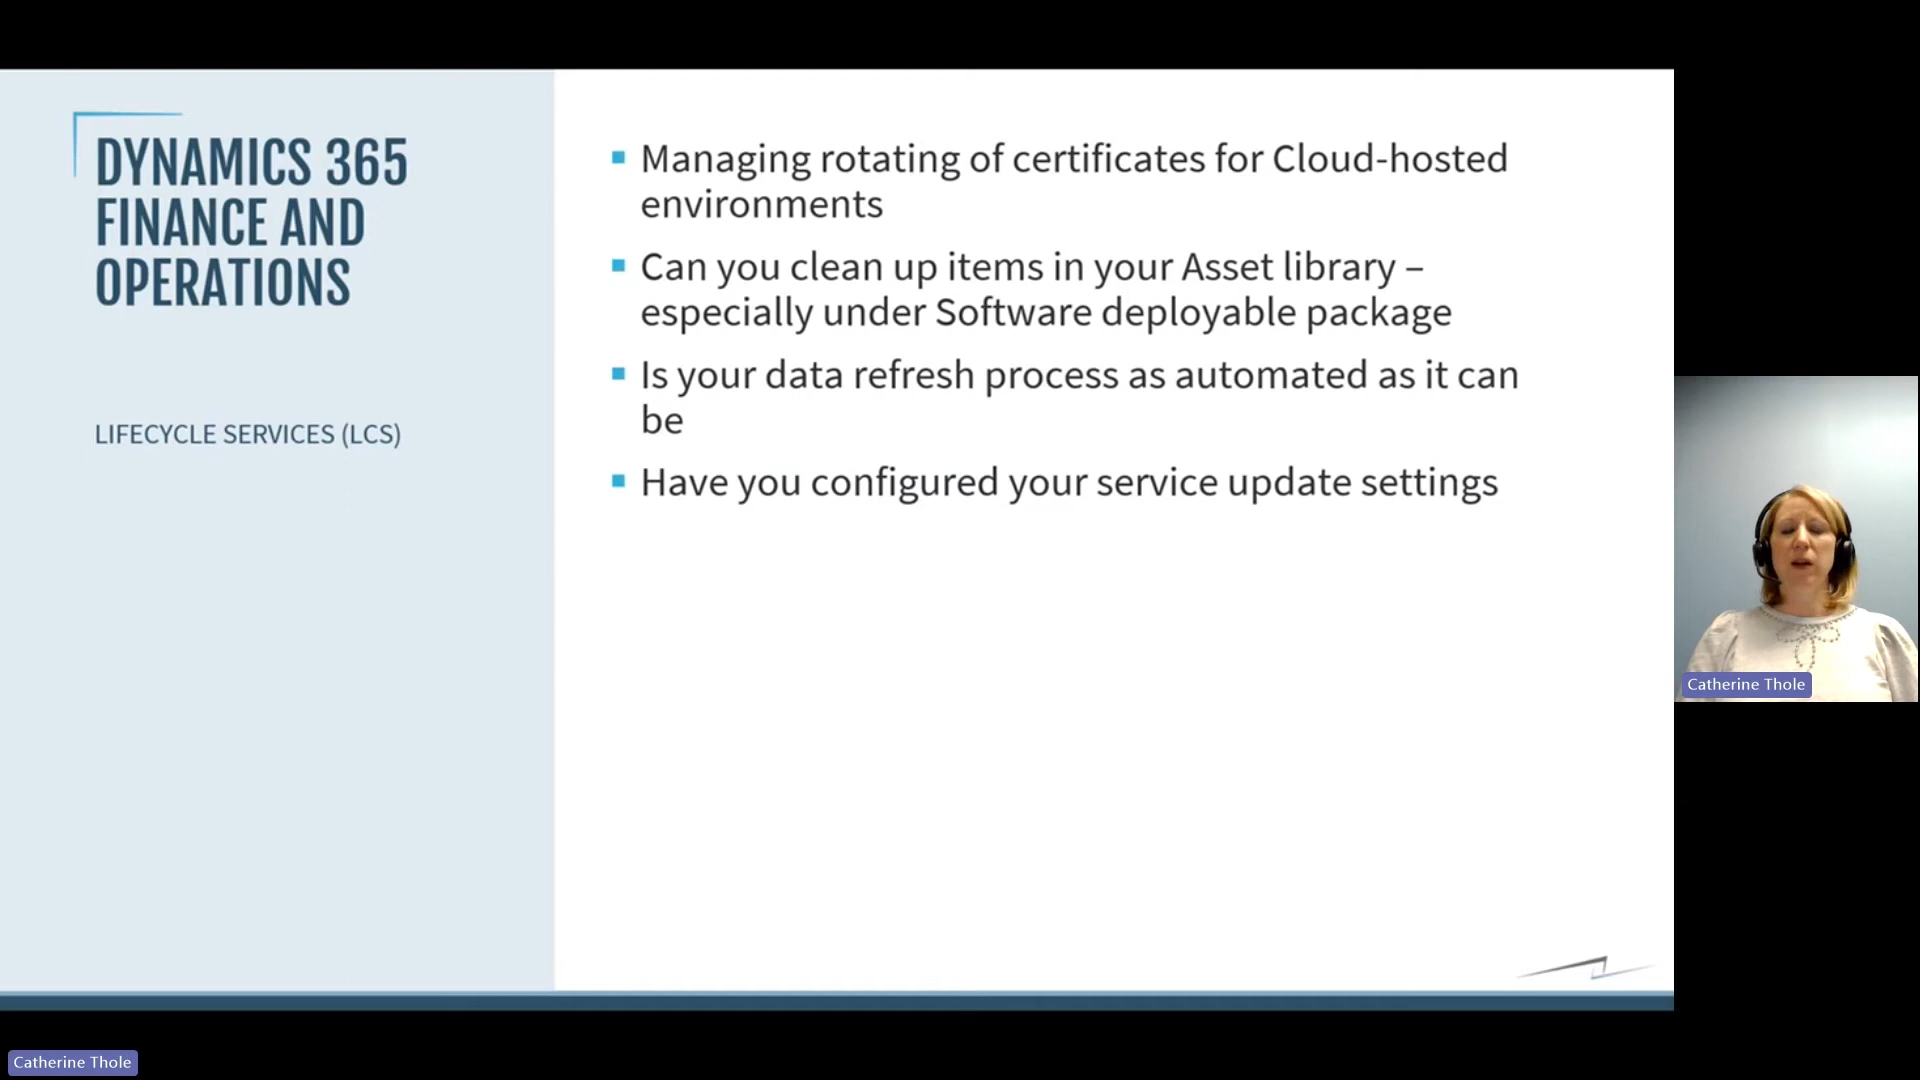 DYNAMICS 365
FINANCE AND
OPERATIONS
LIFECYCLE SERVICES (LCS)
Managing rotating of certificates for Cloud-hosted
environments
Can you clean up items in your Asset library –
especially under Software deployable package
Is your data refresh process as automated as it can
be
Have you configured your service update settings
Catherine Thole
Catherine Thole